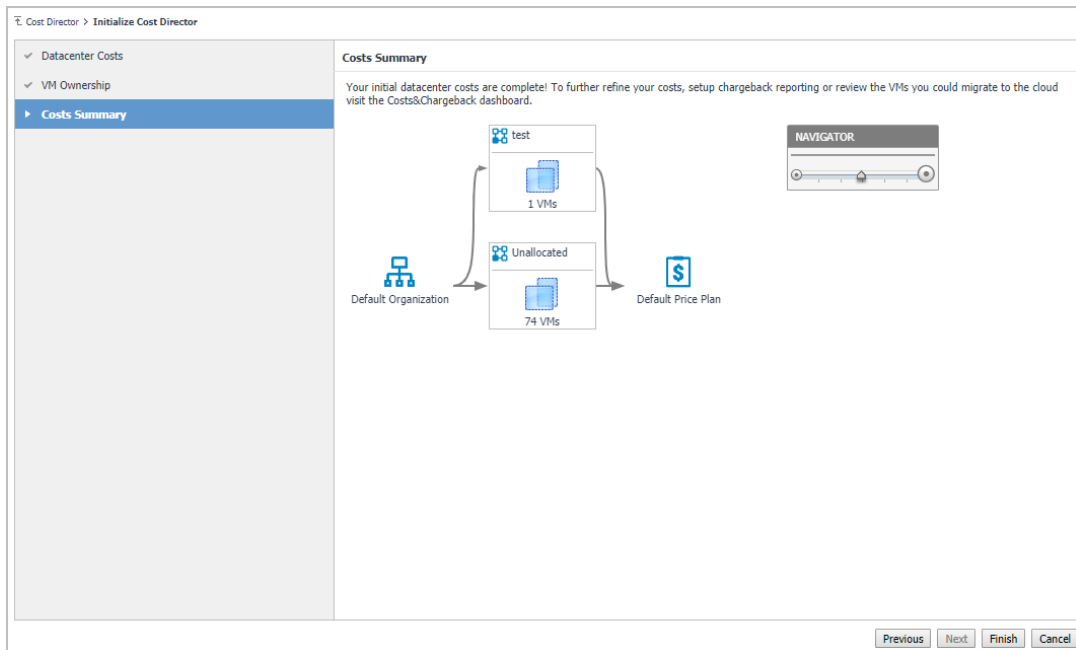 Cost Director > Initialize Cost Director
Datacenter Costs
VM Ownership
Costs Summary
Costs Summary
Your initial datacenter costs are complete! To further refine your costs, setup chargeback reporting or review the VMs you could migrate to the cloud
visit the Costs&Chargeback dashboard.
test
1 VMs
NAVIGATOR
Default Organization
Unallocated
74 VMs
Default Price Plan
Previous Next Finish Cancel